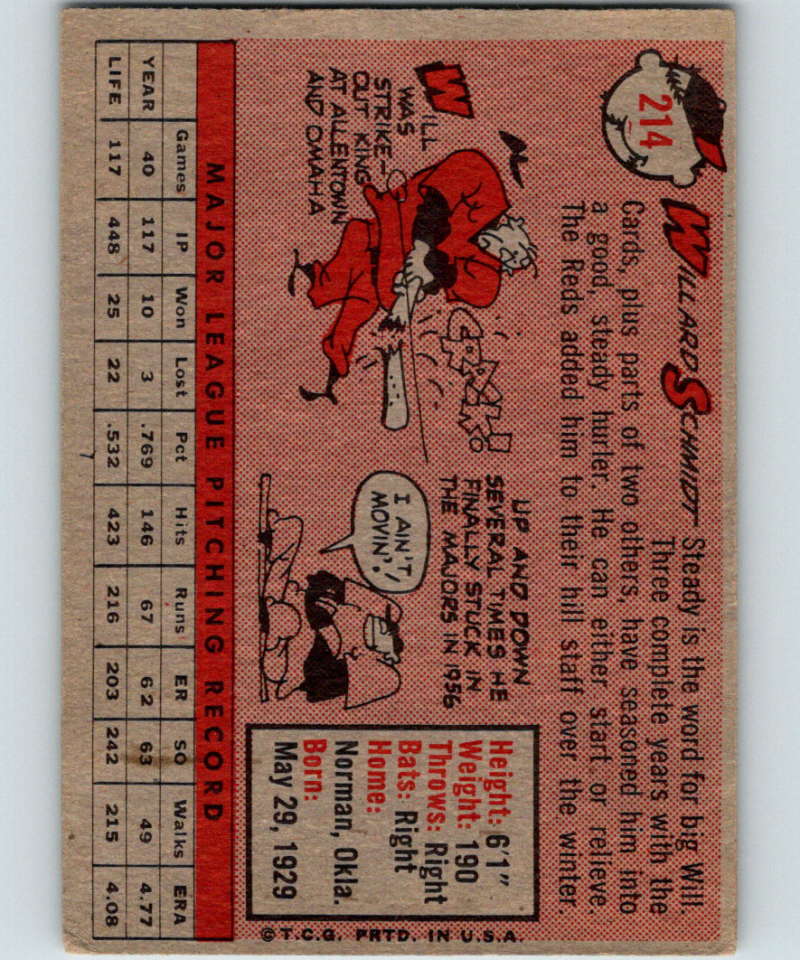 214
WILLARD SCHMIDT Steady is the word for big Will.
Three complete years with the
Cards, plus parts of two others, have seasoned him into
a good, steady hurler. He can either start or relieve.
The Reds added him to their hill staff over the winter.
WILL
WAS
STRIKE-
OUT KING
AT ALLENTOWN
AND OMAHA
CRACK!
UP AND DOWN
SEVERAL TIMES HE
FINALLY STUCK IN
THE MAJORS IN 1956
I AIN'T
MOVIN'!
Height: 6'1"
Weight: 190
Throws: Right
Bats: Right
Home:
Norman, Okla.
Born:
May 29, 1929
MAJOR LEAGUE PITCHING RECORD
Games IP Won Lost Pct Hits Runs ER SO Walks ERA
YEAR 40 117 10 3 .769 146 67 62 63 49 4.77
LIFE 117 448 25 22 .532 423 216 203 242 215 4.08
©T.C.G. PRTD. IN U.S.A.